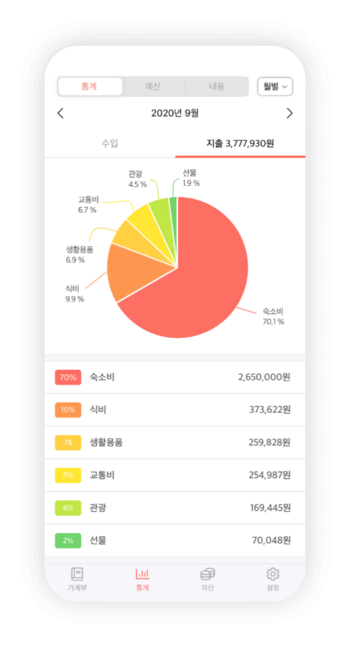 통계 예산 내용 월별
2020년 9월
수입 지출 3,777,930원
관광
4.5 %
선물
1.9 %
교통비
6.7 %
생활용품
6.9 %
식비
9.9 %
숙소비
70.1 %
70% 숙소비 2,650,000원
10% 식비 373,622원
생활용품 259,828원
7% 교통비 254,987원
4% 관광 169,445원
2% 선물 70,048원
가계부 통계 자산 설정